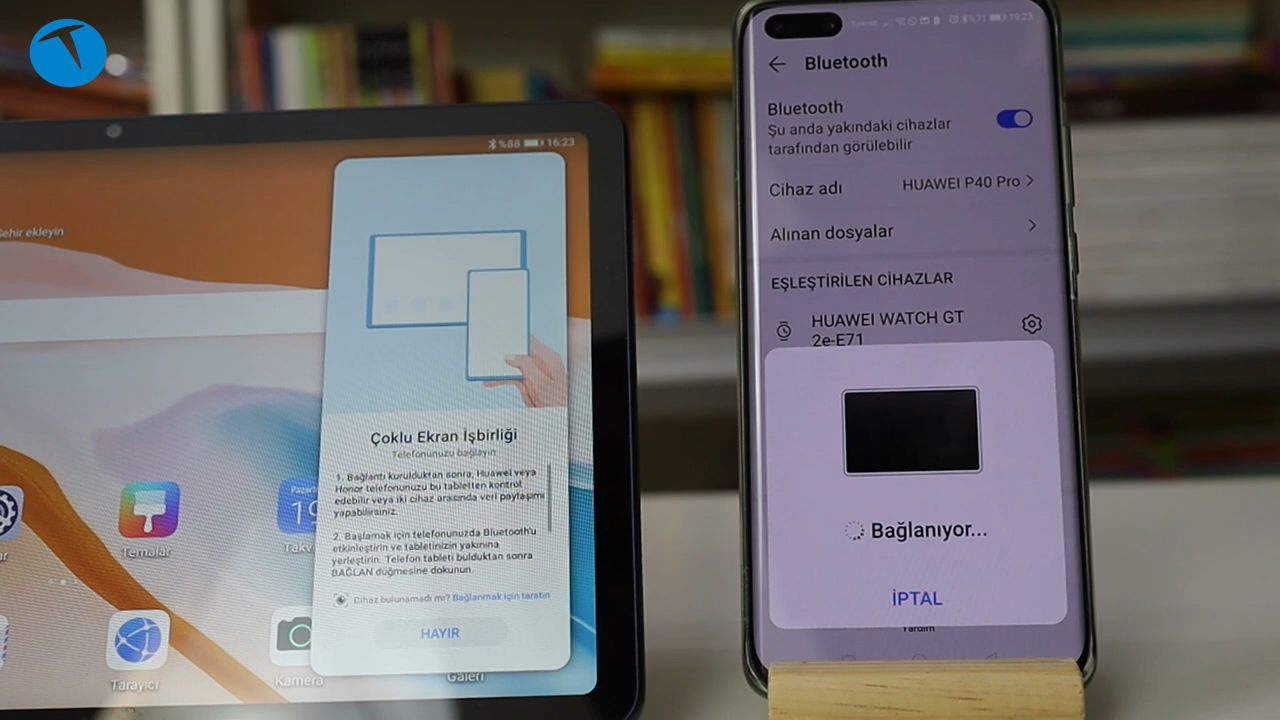 %88 16:23
Şehir ekleyin
Çoklu Ekran İşbirliği
Telefonunuzu bağlayın
1. Bağlantı kurulduktan sonra, Huawei veya
Honor telefonunuzu bu tabletten kontrol
edebilir veya iki cihaz arasında veri paylaşımı
yapabilirsiniz.
2. Başlamak için telefonunuzda Bluetooth'u
etkinleştirin ve tabletinizin yakınına
yerleştirin. Telefon tableti bulduktan sonra
BAĞLAN düğmesine dokunun.
Cihaz bulunamadı mı? Bağlanmak için taratın
HAYIR
Temalar
Tarayıcı
Kamera
Galeri
Turkcell %71 19:23
Bluetooth
Bluetooth
Şu anda yakındaki cihazlar
tarafından görülebilir
Cihaz adı HUAWEI P40 Pro
Alınan dosyalar
EŞLEŞTİRİLEN CİHAZLAR
HUAWEI WATCH GT
2e-E71
Bağlanıyor...
İPTAL
Yardım